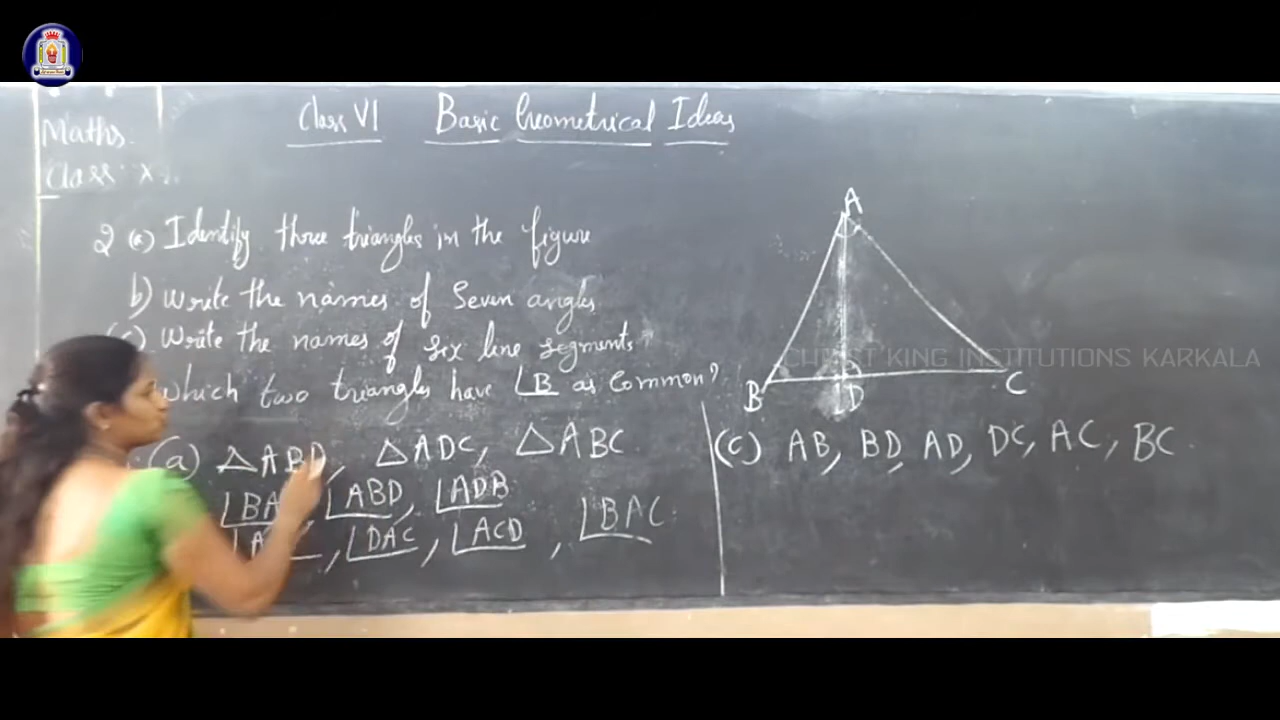 Class VI Basic Geometrical Ideas
Maths.
Class X
2 (a) Identify three triangles in the figure
b) Write the names of Seven angles
(c) Write the names of six line segments
Which two triangles have ∠B as Common?
(a) △ABD, △ADC, △ABC
∠BA ∠ABD, ∠ADB
∠A , ∠DAC, ∠ACD , ∠BAC
A
B
D
C
CHRIST KING INSTITUTIONS KARKALA
(c) AB, BD, AD, DC, AC, BC